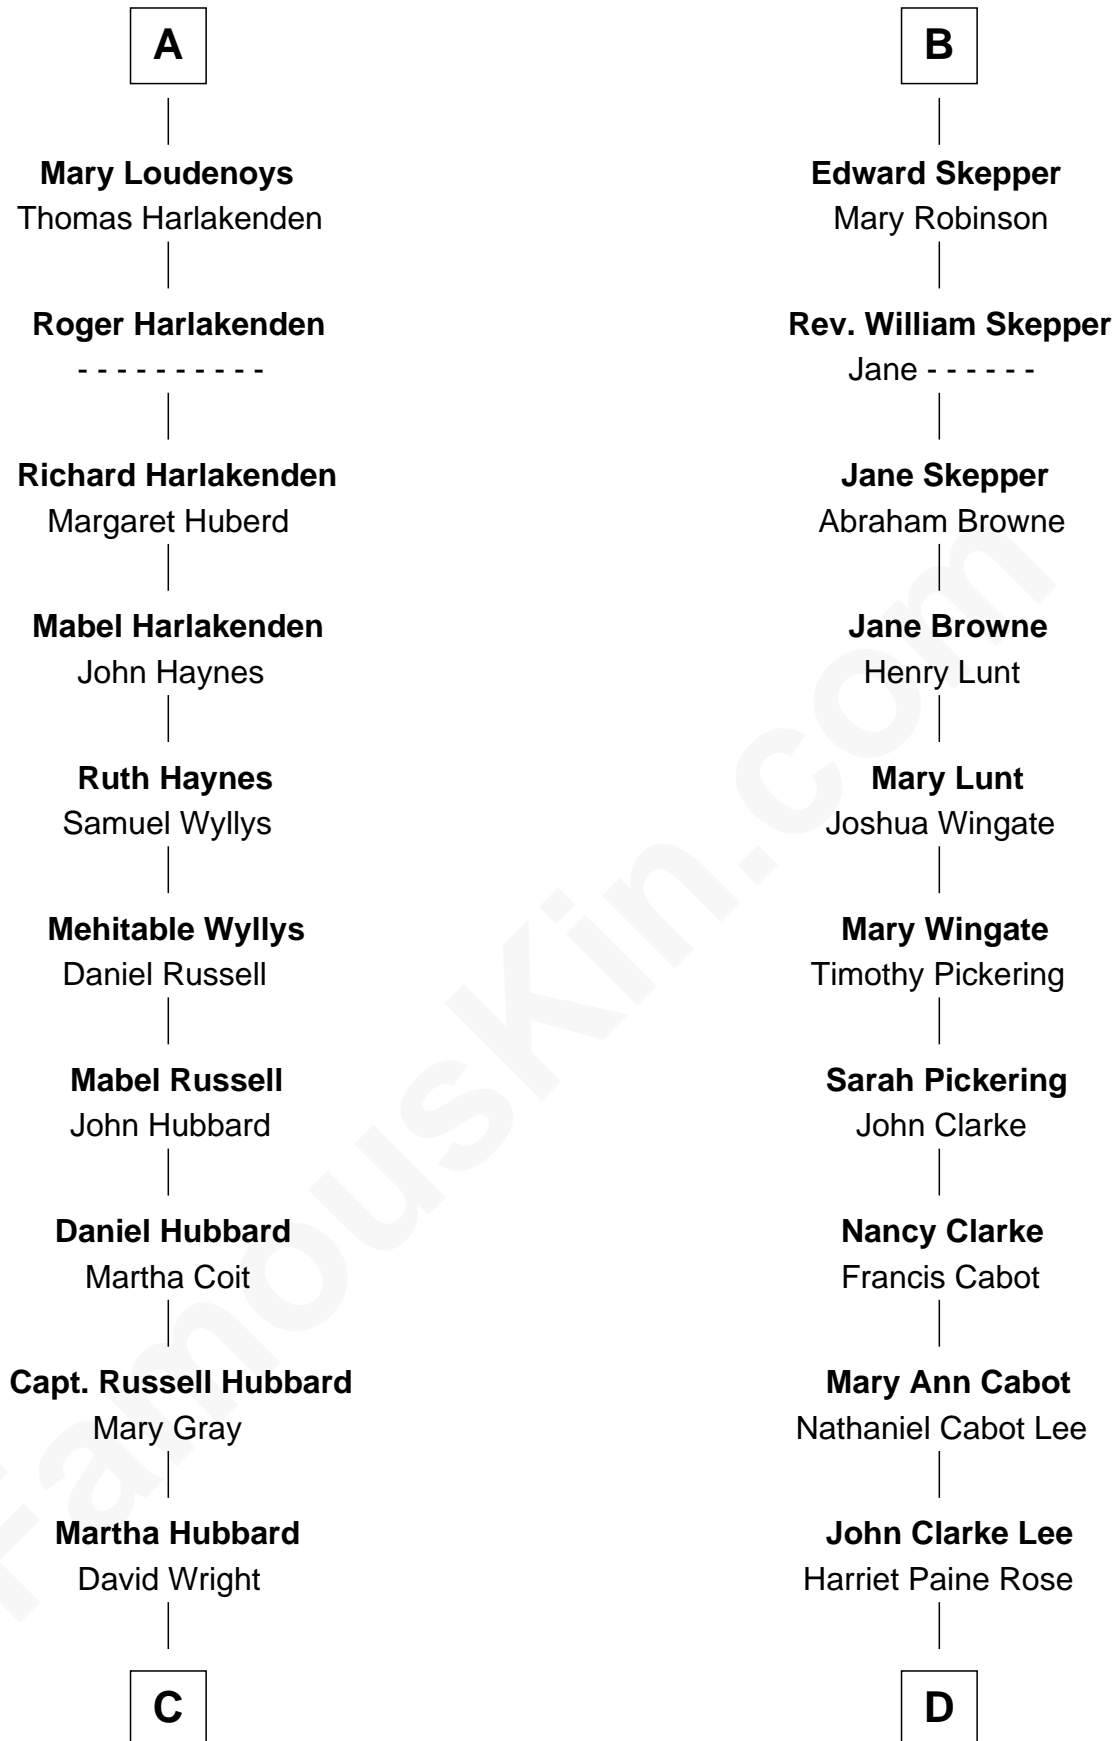 A
Mary Loudenoys
Thomas Harlakenden
Roger Harlakenden
- - - - - - - - - -
Richard Harlakenden
Margaret Huberd
Mabel Harlakenden
John Haynes
Ruth Haynes
Samuel Wyllys
Mehitable Wyllys
Daniel Russell
Mabel Russell
John Hubbard
Daniel Hubbard
Martha Coit
Capt. Russell Hubbard
Mary Gray
Martha Hubbard
David Wright
C
B
Edward Skepper
Mary Robinson
Rev. William Skepper
Jane - - - - - -
Jane Skepper
Abraham Browne
Jane Browne
Henry Lunt
Mary Lunt
Joshua Wingate
Mary Wingate
Timothy Pickering
Sarah Pickering
John Clarke
Nancy Clarke
Francis Cabot
Mary Ann Cabot
Nathaniel Cabot Lee
John Clarke Lee
Harriet Paine Rose
D
FamousKin.com